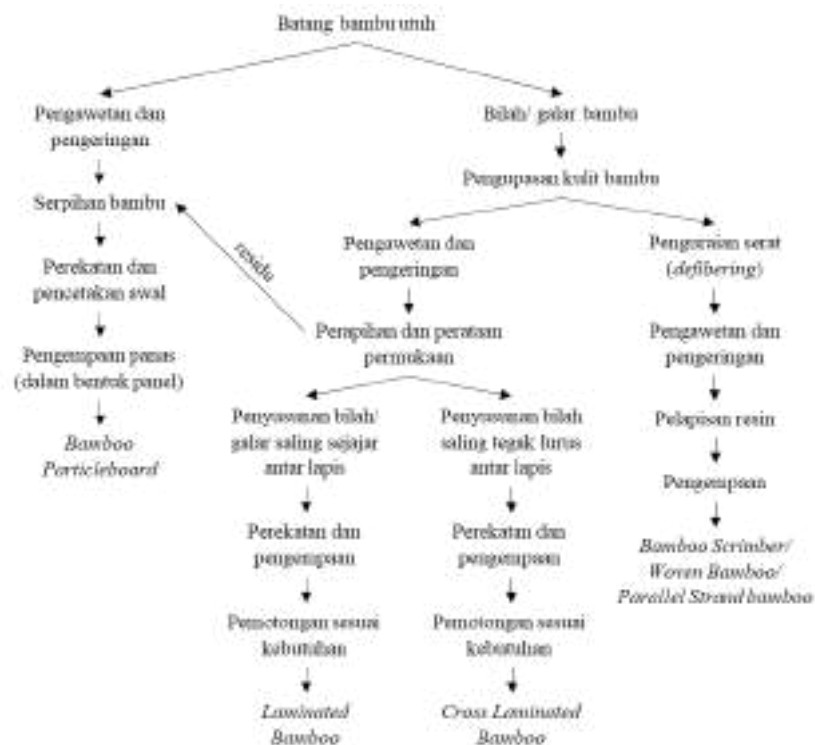 Batang bambu utuh
Pengawetan dan
pengeringan
Serpihan bambu
Perekatan dan
pencetakan awal
Pengempaan panas
(dalam bentuk panel)
Bamboo
Particleboard
Bilah/ galar bambu
Pengupasan kulit bambu
residu
Pengawetan dan
pengeringan
Perapihan dan perataan
permukaan
Penyusunan bilah/
galar saling sejajar
antar lapis
Perekatan dan
pengempaan
Pemotongan sesuai
kebutuhan
Laminated
Bamboo
Penyusunan bilah
saling tegak lurus
antar lapis
Perekatan dan
pengempaan
Pemotongan sesuai
kebutuhan
Cross Laminated
Bamboo
Penguraian serat
(defibering)
Pengawetan dan
pengeringan
Pelapisan resin
Pengempaan
Bamboo Scrimber/
Woven Bamboo/
Parallel Strand bamboo